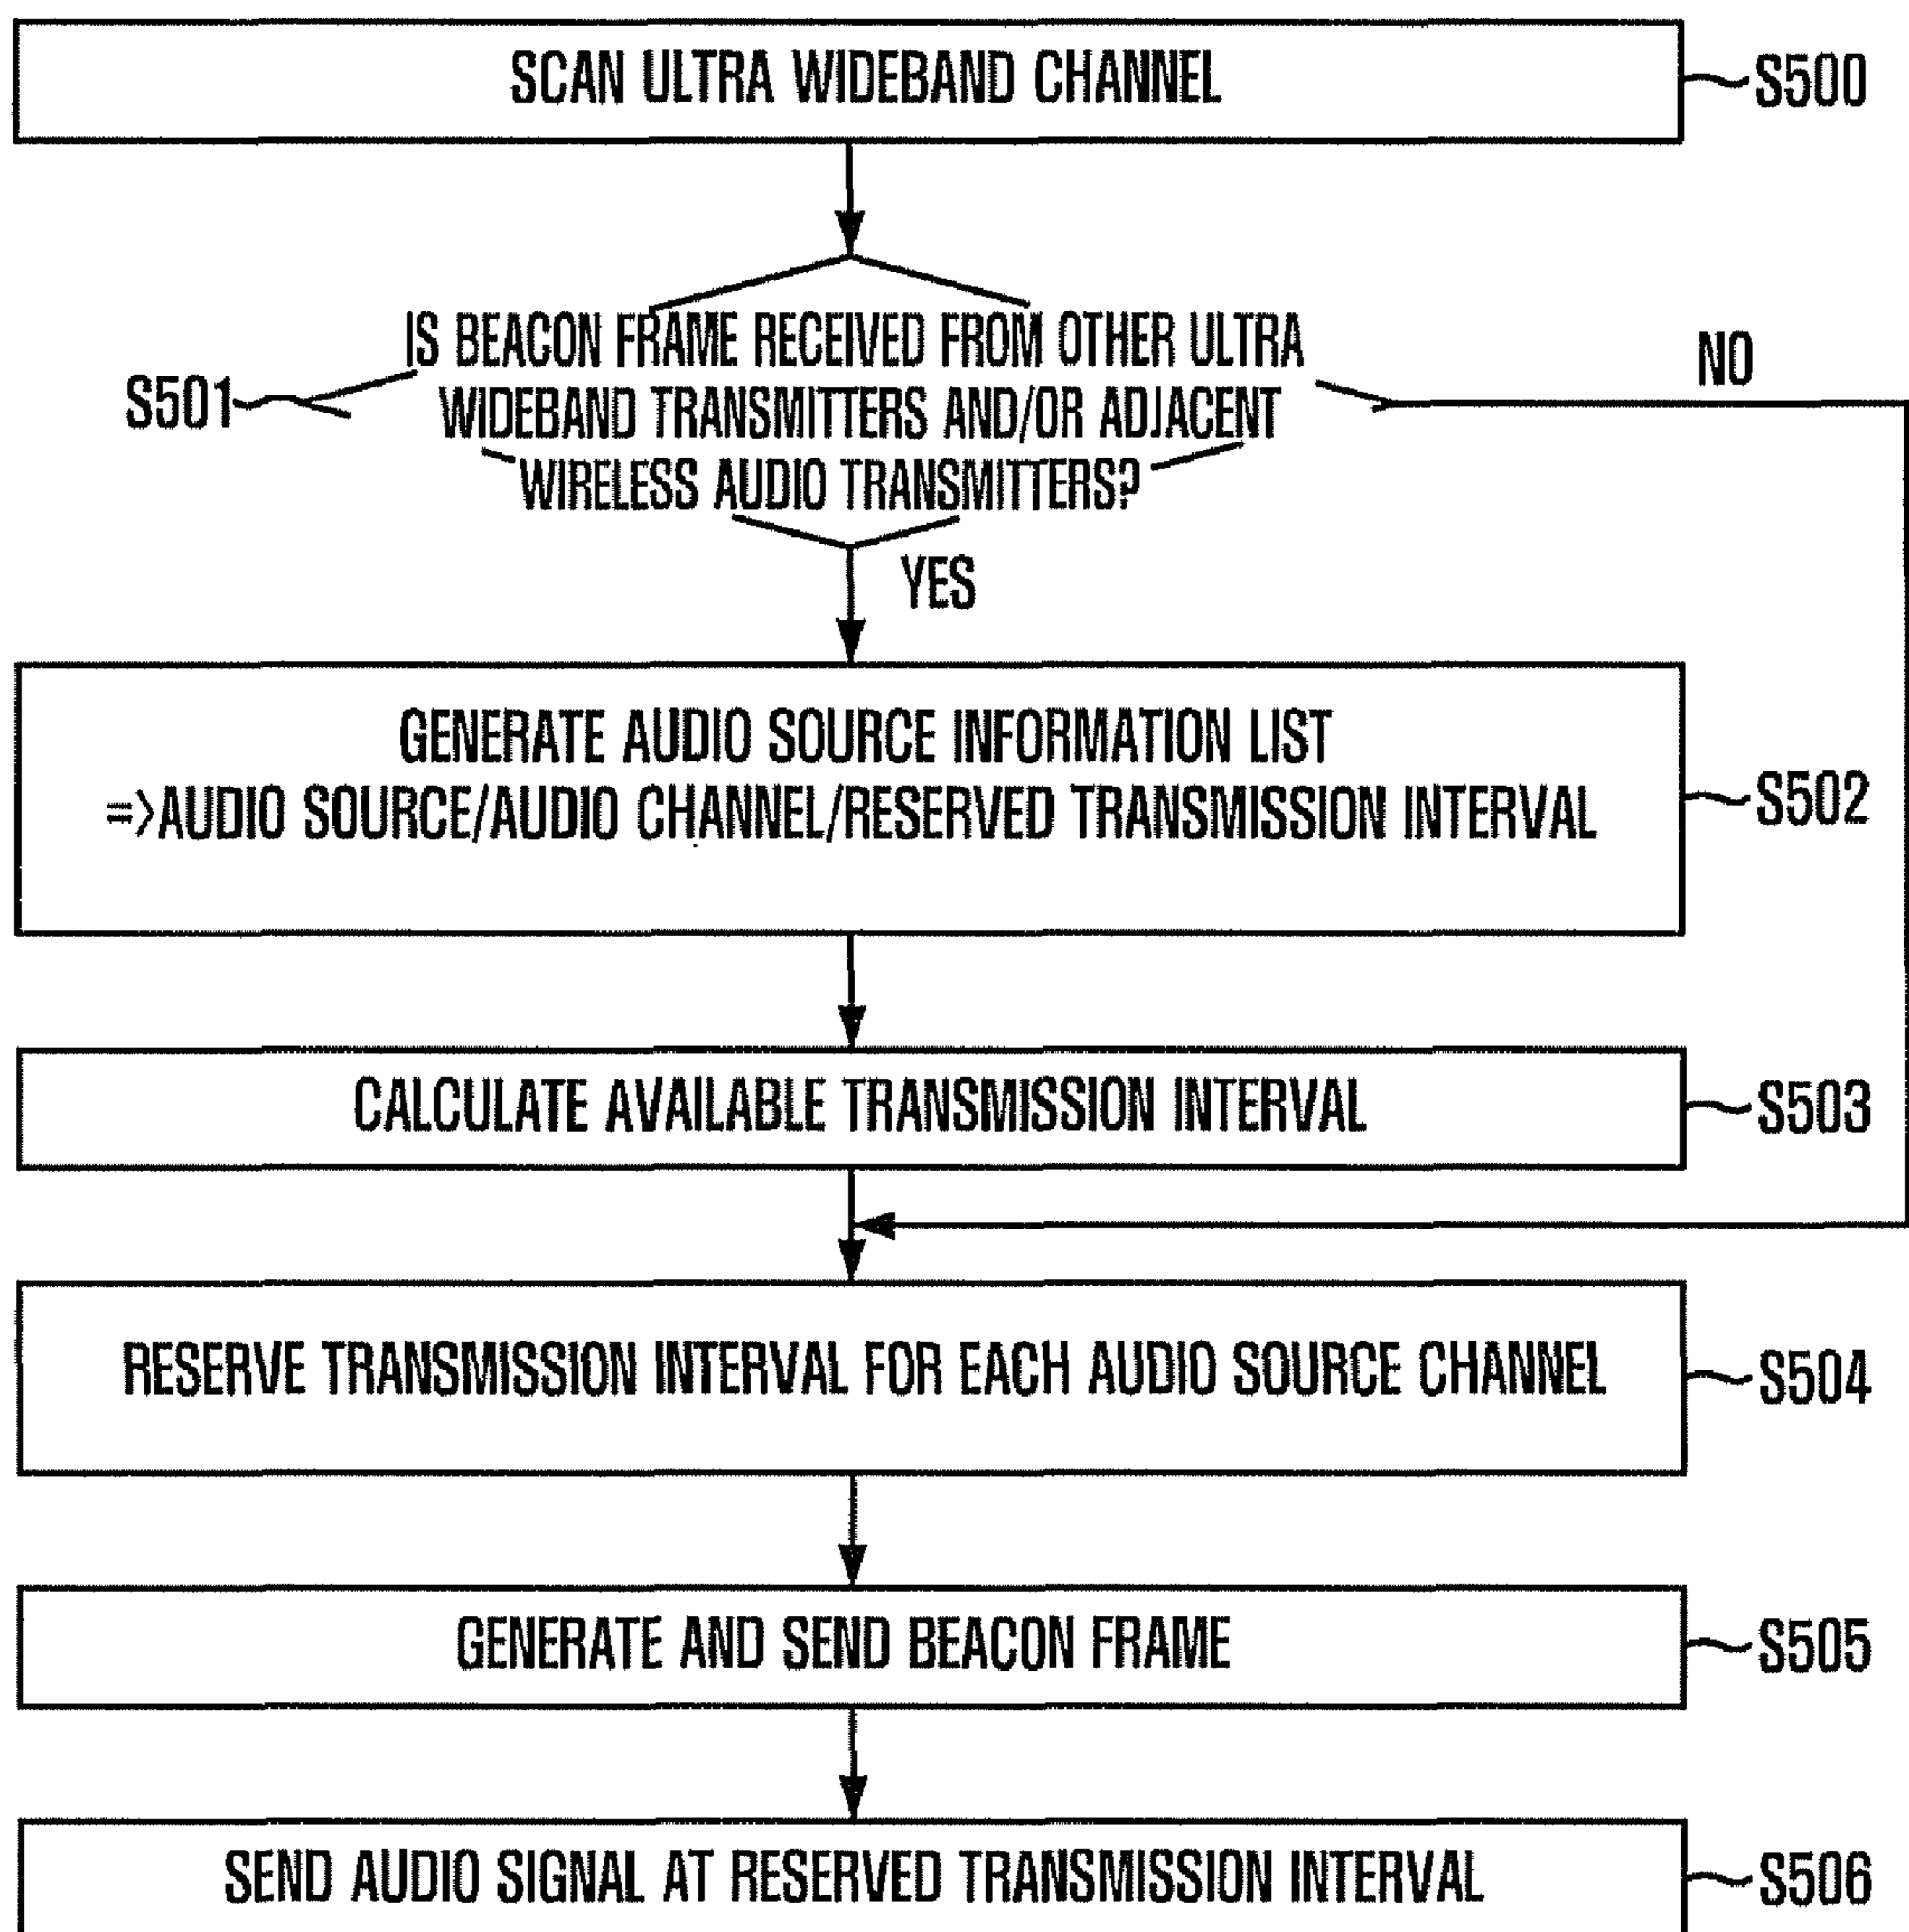 SCAN ULTRA WIDEBAND CHANNEL
S500
IS BEACON FRAME RECEIVED FROM OTHER ULTRA
WIDEBAND TRANSMITTERS AND/OR ADJACENT
WIRELESS AUDIO TRANSMITTERS?
S501
NO
YES
GENERATE AUDIO SOURCE INFORMATION LIST
=>AUDIO SOURCE/AUDIO CHANNEL/RESERVED TRANSMISSION INTERVAL
S502
CALCULATE AVAILABLE TRANSMISSION INTERVAL
S503
RESERVE TRANSMISSION INTERVAL FOR EACH AUDIO SOURCE CHANNEL
S504
GENERATE AND SEND BEACON FRAME
S505
SEND AUDIO SIGNAL AT RESERVED TRANSMISSION INTERVAL
S506